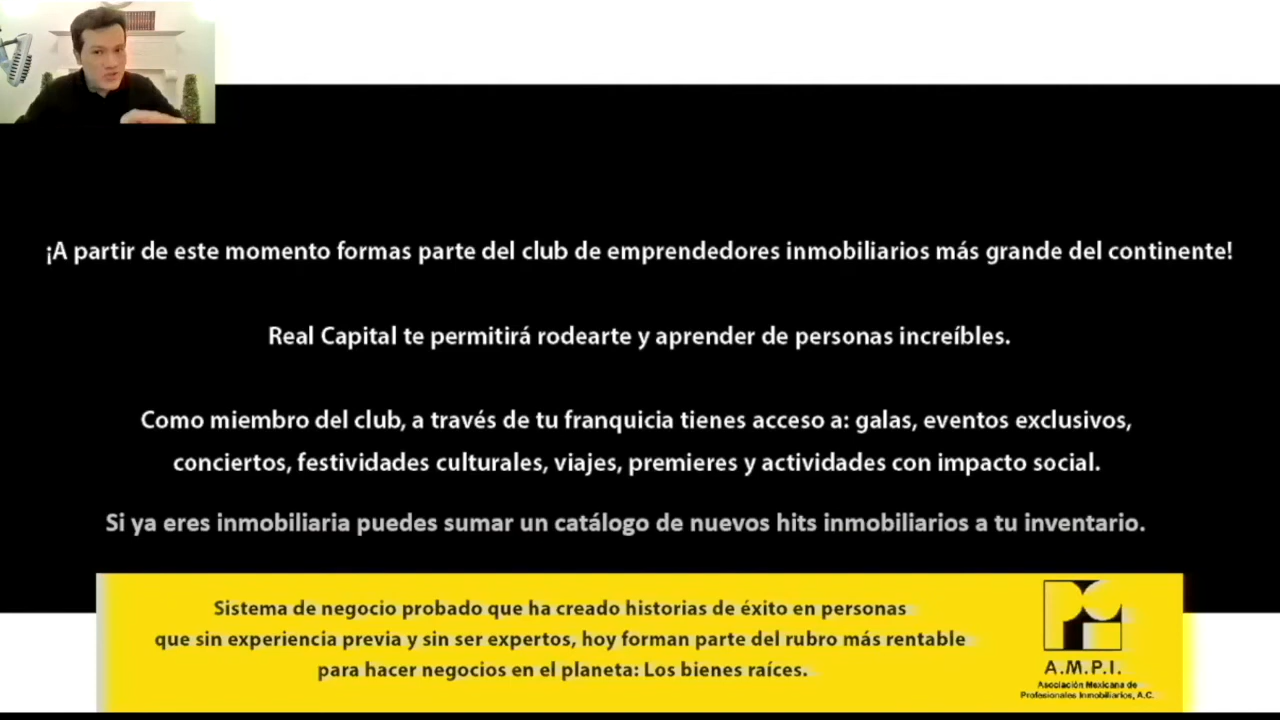 ¡A partir de este momento formas parte del club de emprendedores inmobiliarios más grande del continente!
Real Capital te permitirá rodearte y aprender de personas increíbles.
Como miembro del club, a través de tu franquicia tienes acceso a: galas, eventos exclusivos,
conciertos, festividades culturales, viajes, premieres y actividades con impacto social.
Si ya eres inmobiliaria puedes sumar un catálogo de nuevos hits inmobiliarios a tu inventario.
Sistema de negocio probado que ha creado historias de éxito en personas
que sin experiencia previa y sin ser expertos, hoy forman parte del rubro más rentable
para hacer negocios en el planeta: Los bienes raíces.
A.M.P.I.
Asociación Mexicana de
Profesionales Inmobiliarios, A.C.